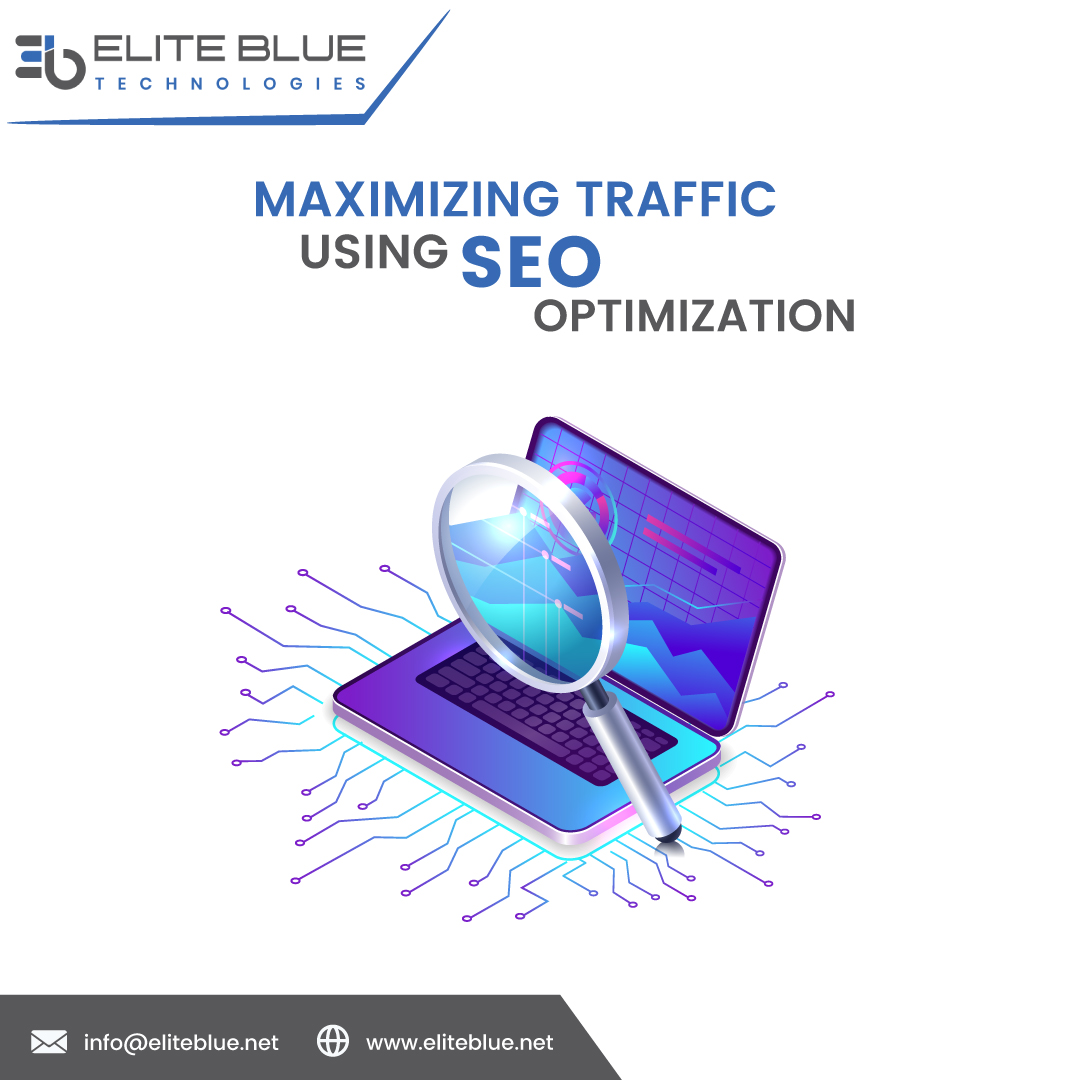 ELITE BLUE
TECHNOLOGIES
MAXIMIZING TRAFFIC
USING SEO
OPTIMIZATION
info@eliteblue.net
www.eliteblue.net